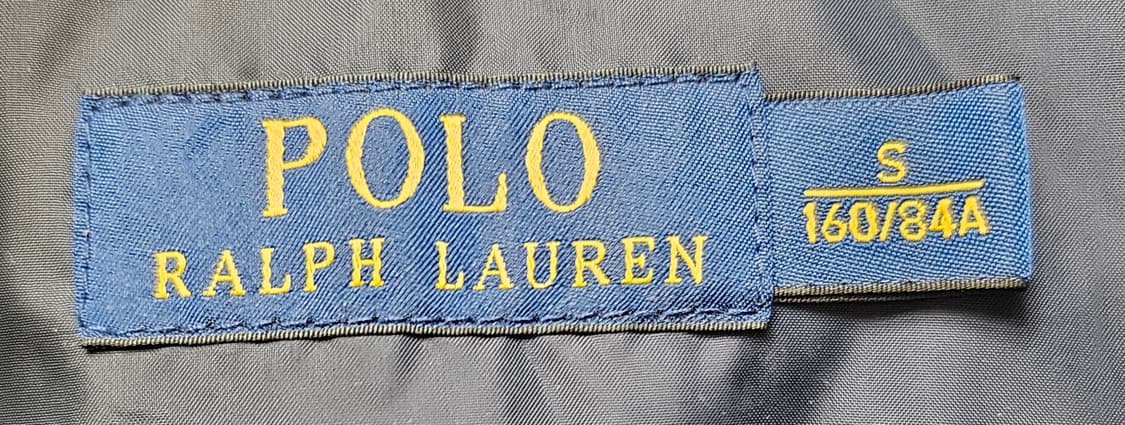 POLO
RALPH LAUREN
S
160/84A